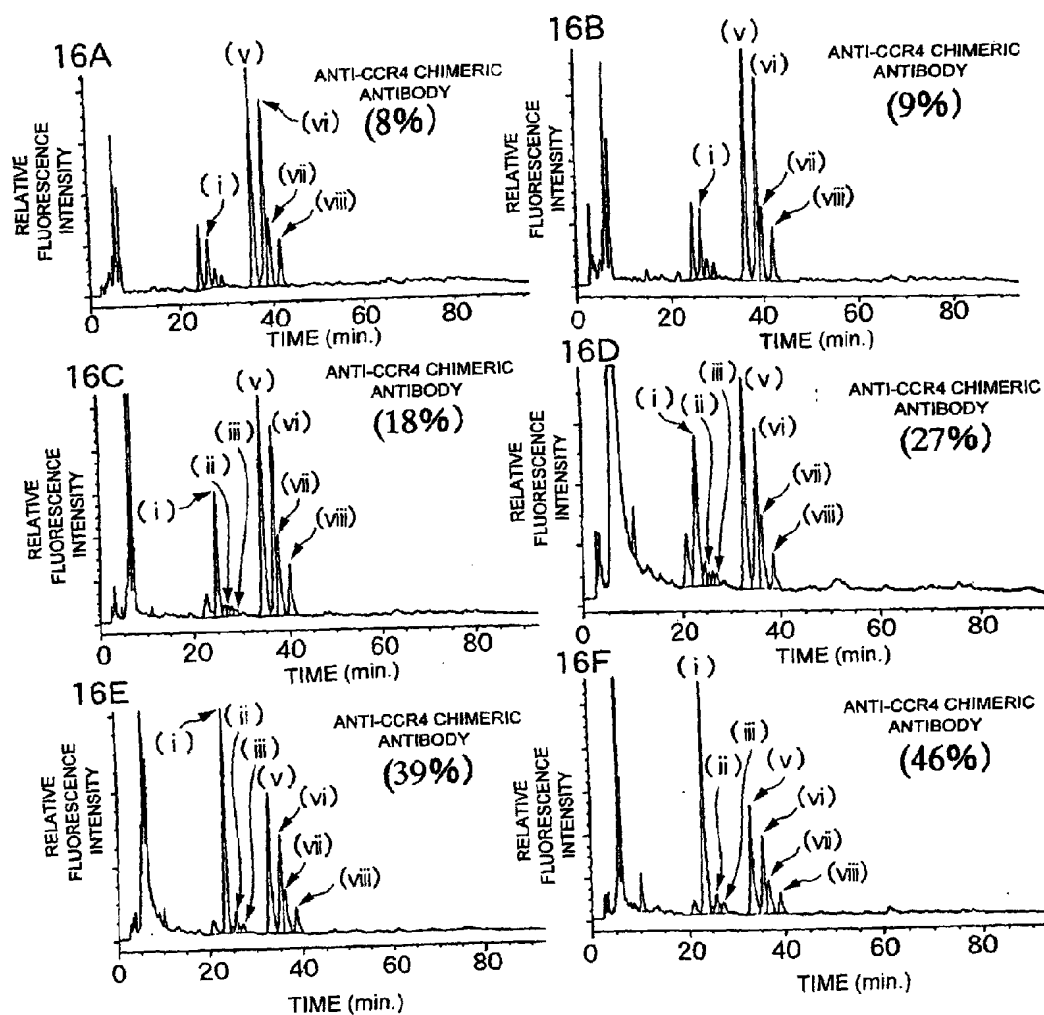 16A
(v)
ANTI-CCR4 CHIMERIC
ANTIBODY
(8%)
(vi)
(i)
(vii)
(viii)
RELATIVE
FLUORESCENCE
INTENSITY
0 20 40 60 80
TIME (min.)
16B
(v)
ANTI-CCR4 CHIMERIC
ANTIBODY
(9%)
(vi)
(i)
(vii)
(viii)
RELATIVE
FLUORESCENCE
INTENSITY
0 20 40 60 80
TIME (min.)
16C
(v)
ANTI-CCR4 CHIMERIC
ANTIBODY
(18%)
(iii)
(vi)
(ii)
(vii)
(i)
(viii)
RELATIVE
FLUORESCENCE
INTENSITY
0 20 40 60 80
TIME (min.)
16D
(iii)
(v)
ANTI-CCR4 CHIMERIC
ANTIBODY
(27%)
(i)
(ii)
(vi)
(vii)
(viii)
RELATIVE
FLUORESCENCE
INTENSITY
0 20 40 60 80
TIME (min.)
16E
(ii)
ANTI-CCR4 CHIMERIC
ANTIBODY
(39%)
(i)
(iii)
(v)
(vi)
(vii)
(viii)
RELATIVE
FLUORESCENCE
INTENSITY
0 20 40 60 80
TIME (min.)
16F
(i)
ANTI-CCR4 CHIMERIC
ANTIBODY
(46%)
(iii)
(ii)
(v)
(vi)
(vii)
(viii)
RELATIVE
FLUORESCENCE
INTENSITY
0 20 40 60 80
TIME (min.)